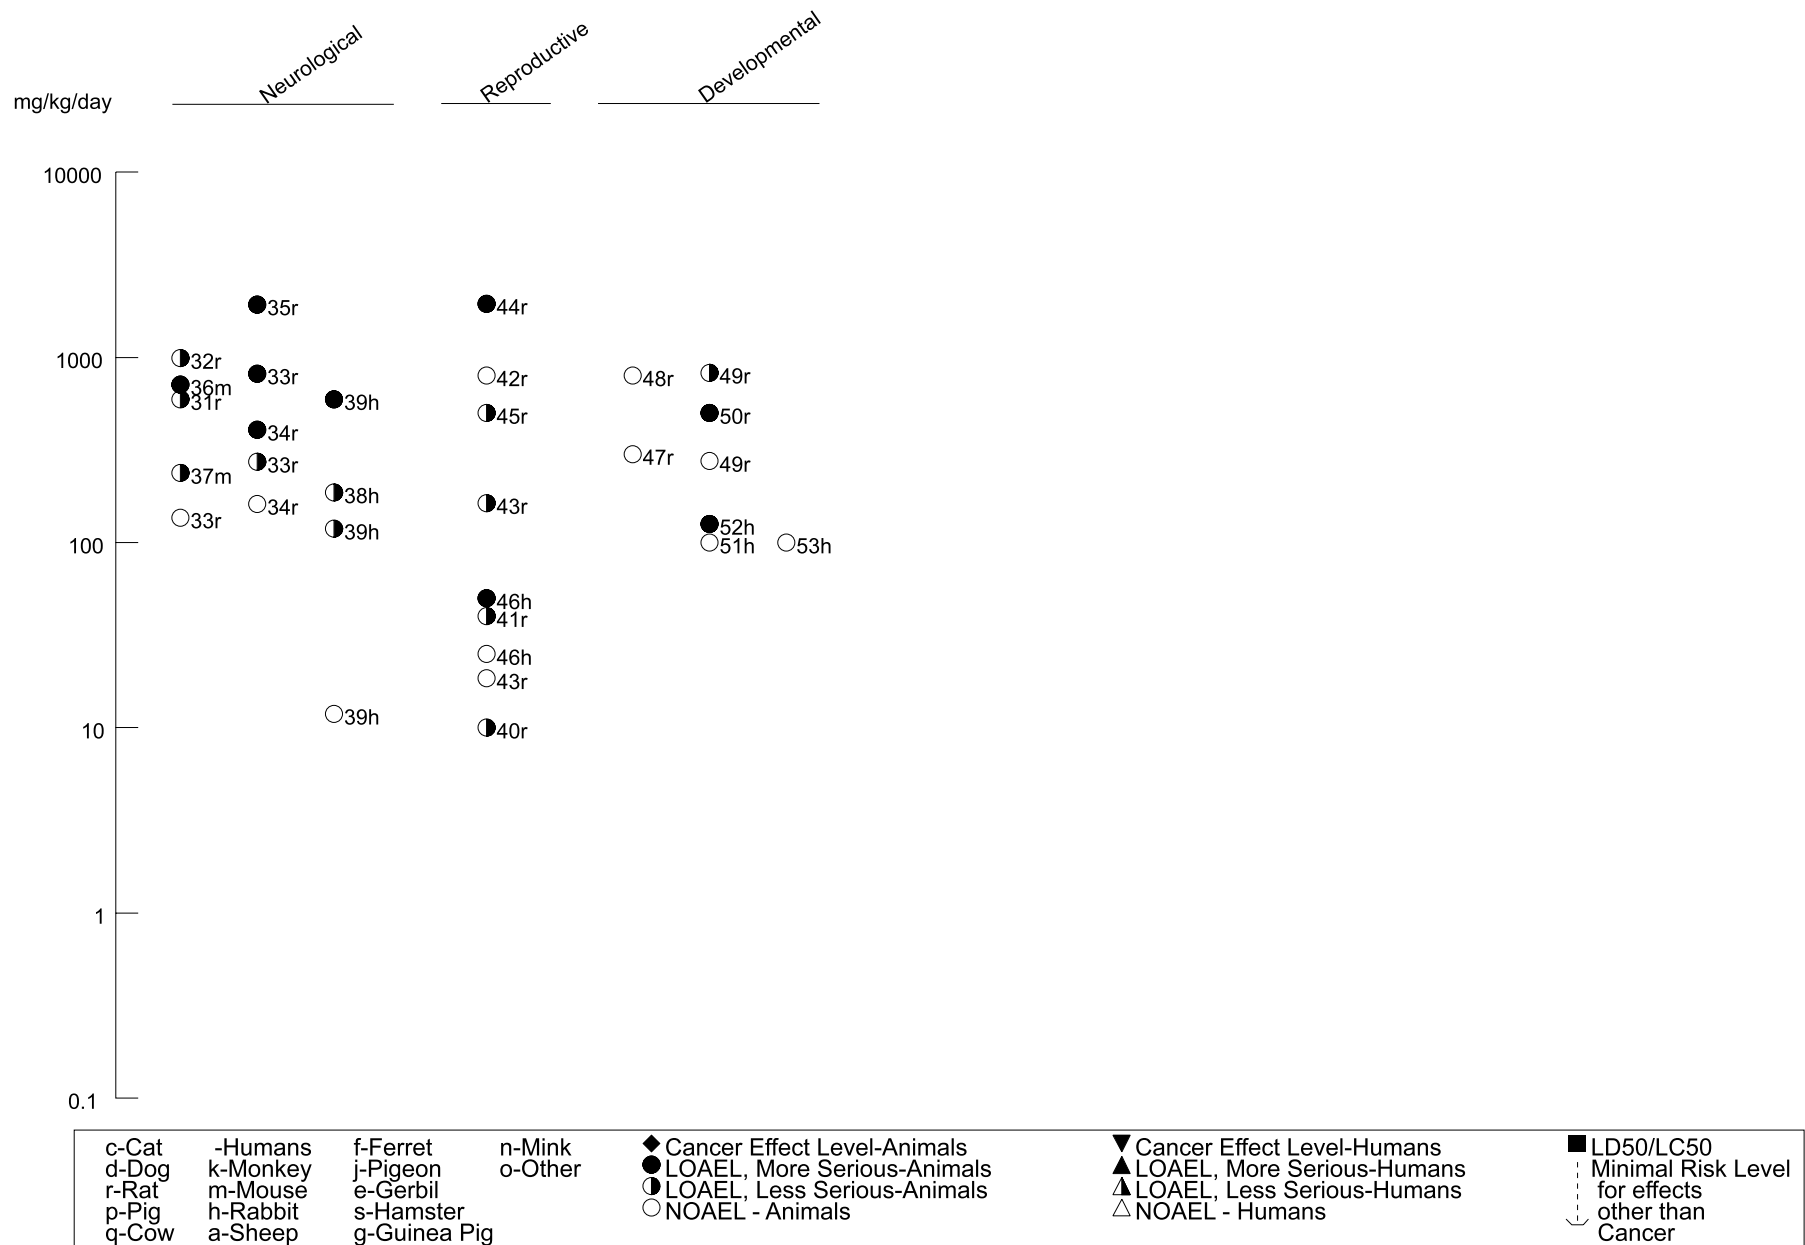 Neurological
Reproductive
Developmental
mg/kg/day
10000
35r
44r
1000
32r
36m
33r
42r
48r
49r
31r
39h
45r
50r
34r
33r
47r
49r
37m
38h
34r
43r
33r
39h
52h
100
51h
53h
46h
41r
46h
43r
39h
10
40r
1
0.1
c-Cat -Humans f-Ferret n-Mink Cancer Effect Level-Animals Cancer Effect Level-Humans LD50/LC50
d-Dog k-Monkey j-Pigeon o-Other LOAEL, More Serious-Animals LOAEL, More Serious-Humans Minimal Risk Level
r-Rat m-Mouse e-Gerbil LOAEL, Less Serious-Animals LOAEL, Less Serious-Humans for effects
p-Pig h-Rabbit s-Hamster NOAEL - Animals NOAEL - Humans other than
q-Cow a-Sheep g-Guinea Pig Cancer